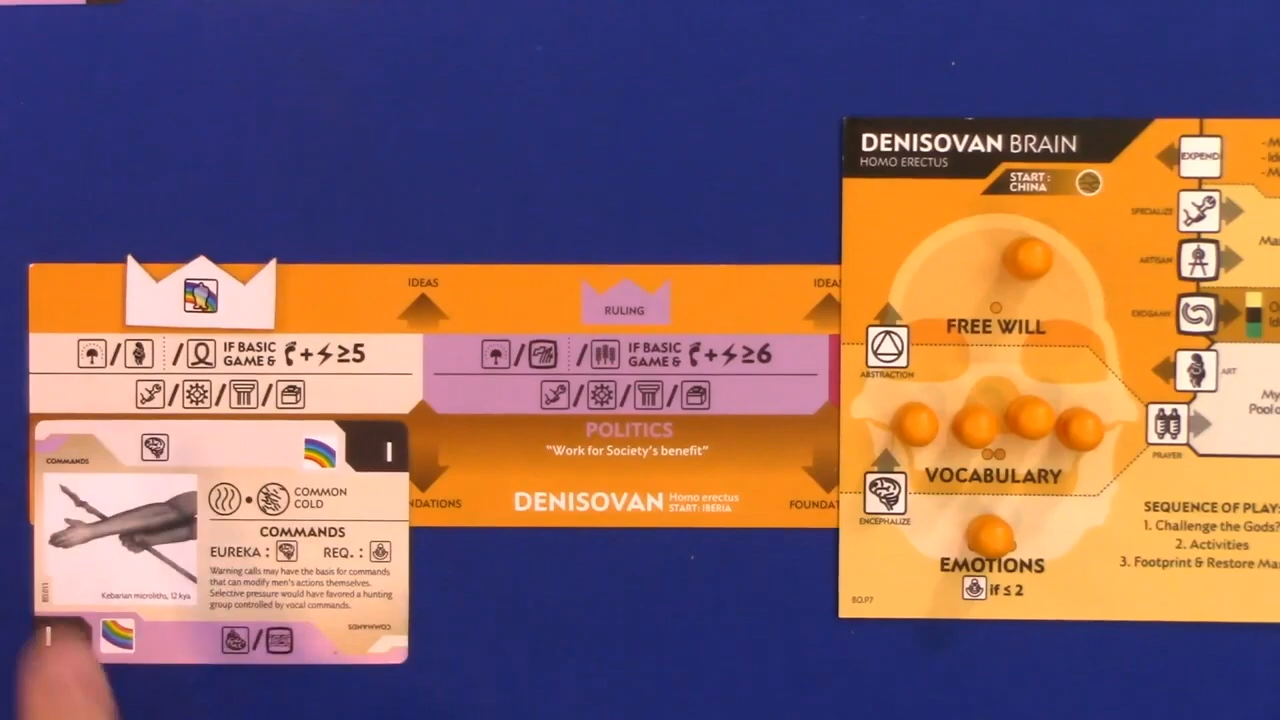 DENISOVAN BRAIN
HOMO ERECTUS
START :
CHINA
EXPEND
SPECIALIZE
ARTISAN
EXOGAMY
ART
PRAYER
FREE WILL
ABSTRACTION
VOCABULARY
ENCEPHALIZE
EMOTIONS
if ≤ 2
BO.P7
SEQUENCE OF PLAY:
1. Challenge the Gods?
2. Activities
3. Footprint & Restore
IDEAS
RULING
IF BASIC
GAME & + ≥5
IF BASIC
GAME & + ≥6
POLITICS
"Work for Society's benefit"
DENISOVAN Homo erectus
START: IBERIA
COMMANDS
I
COMMON
COLD
COMMANDS
EUREKA : REQ. :
Warning calls may have the basis for commands
that can modify men's actions themselves.
Selective pressure would have favored a hunting
group controlled by vocal commands.
Kebarian microliths, 12 kya
COMMANDS
I